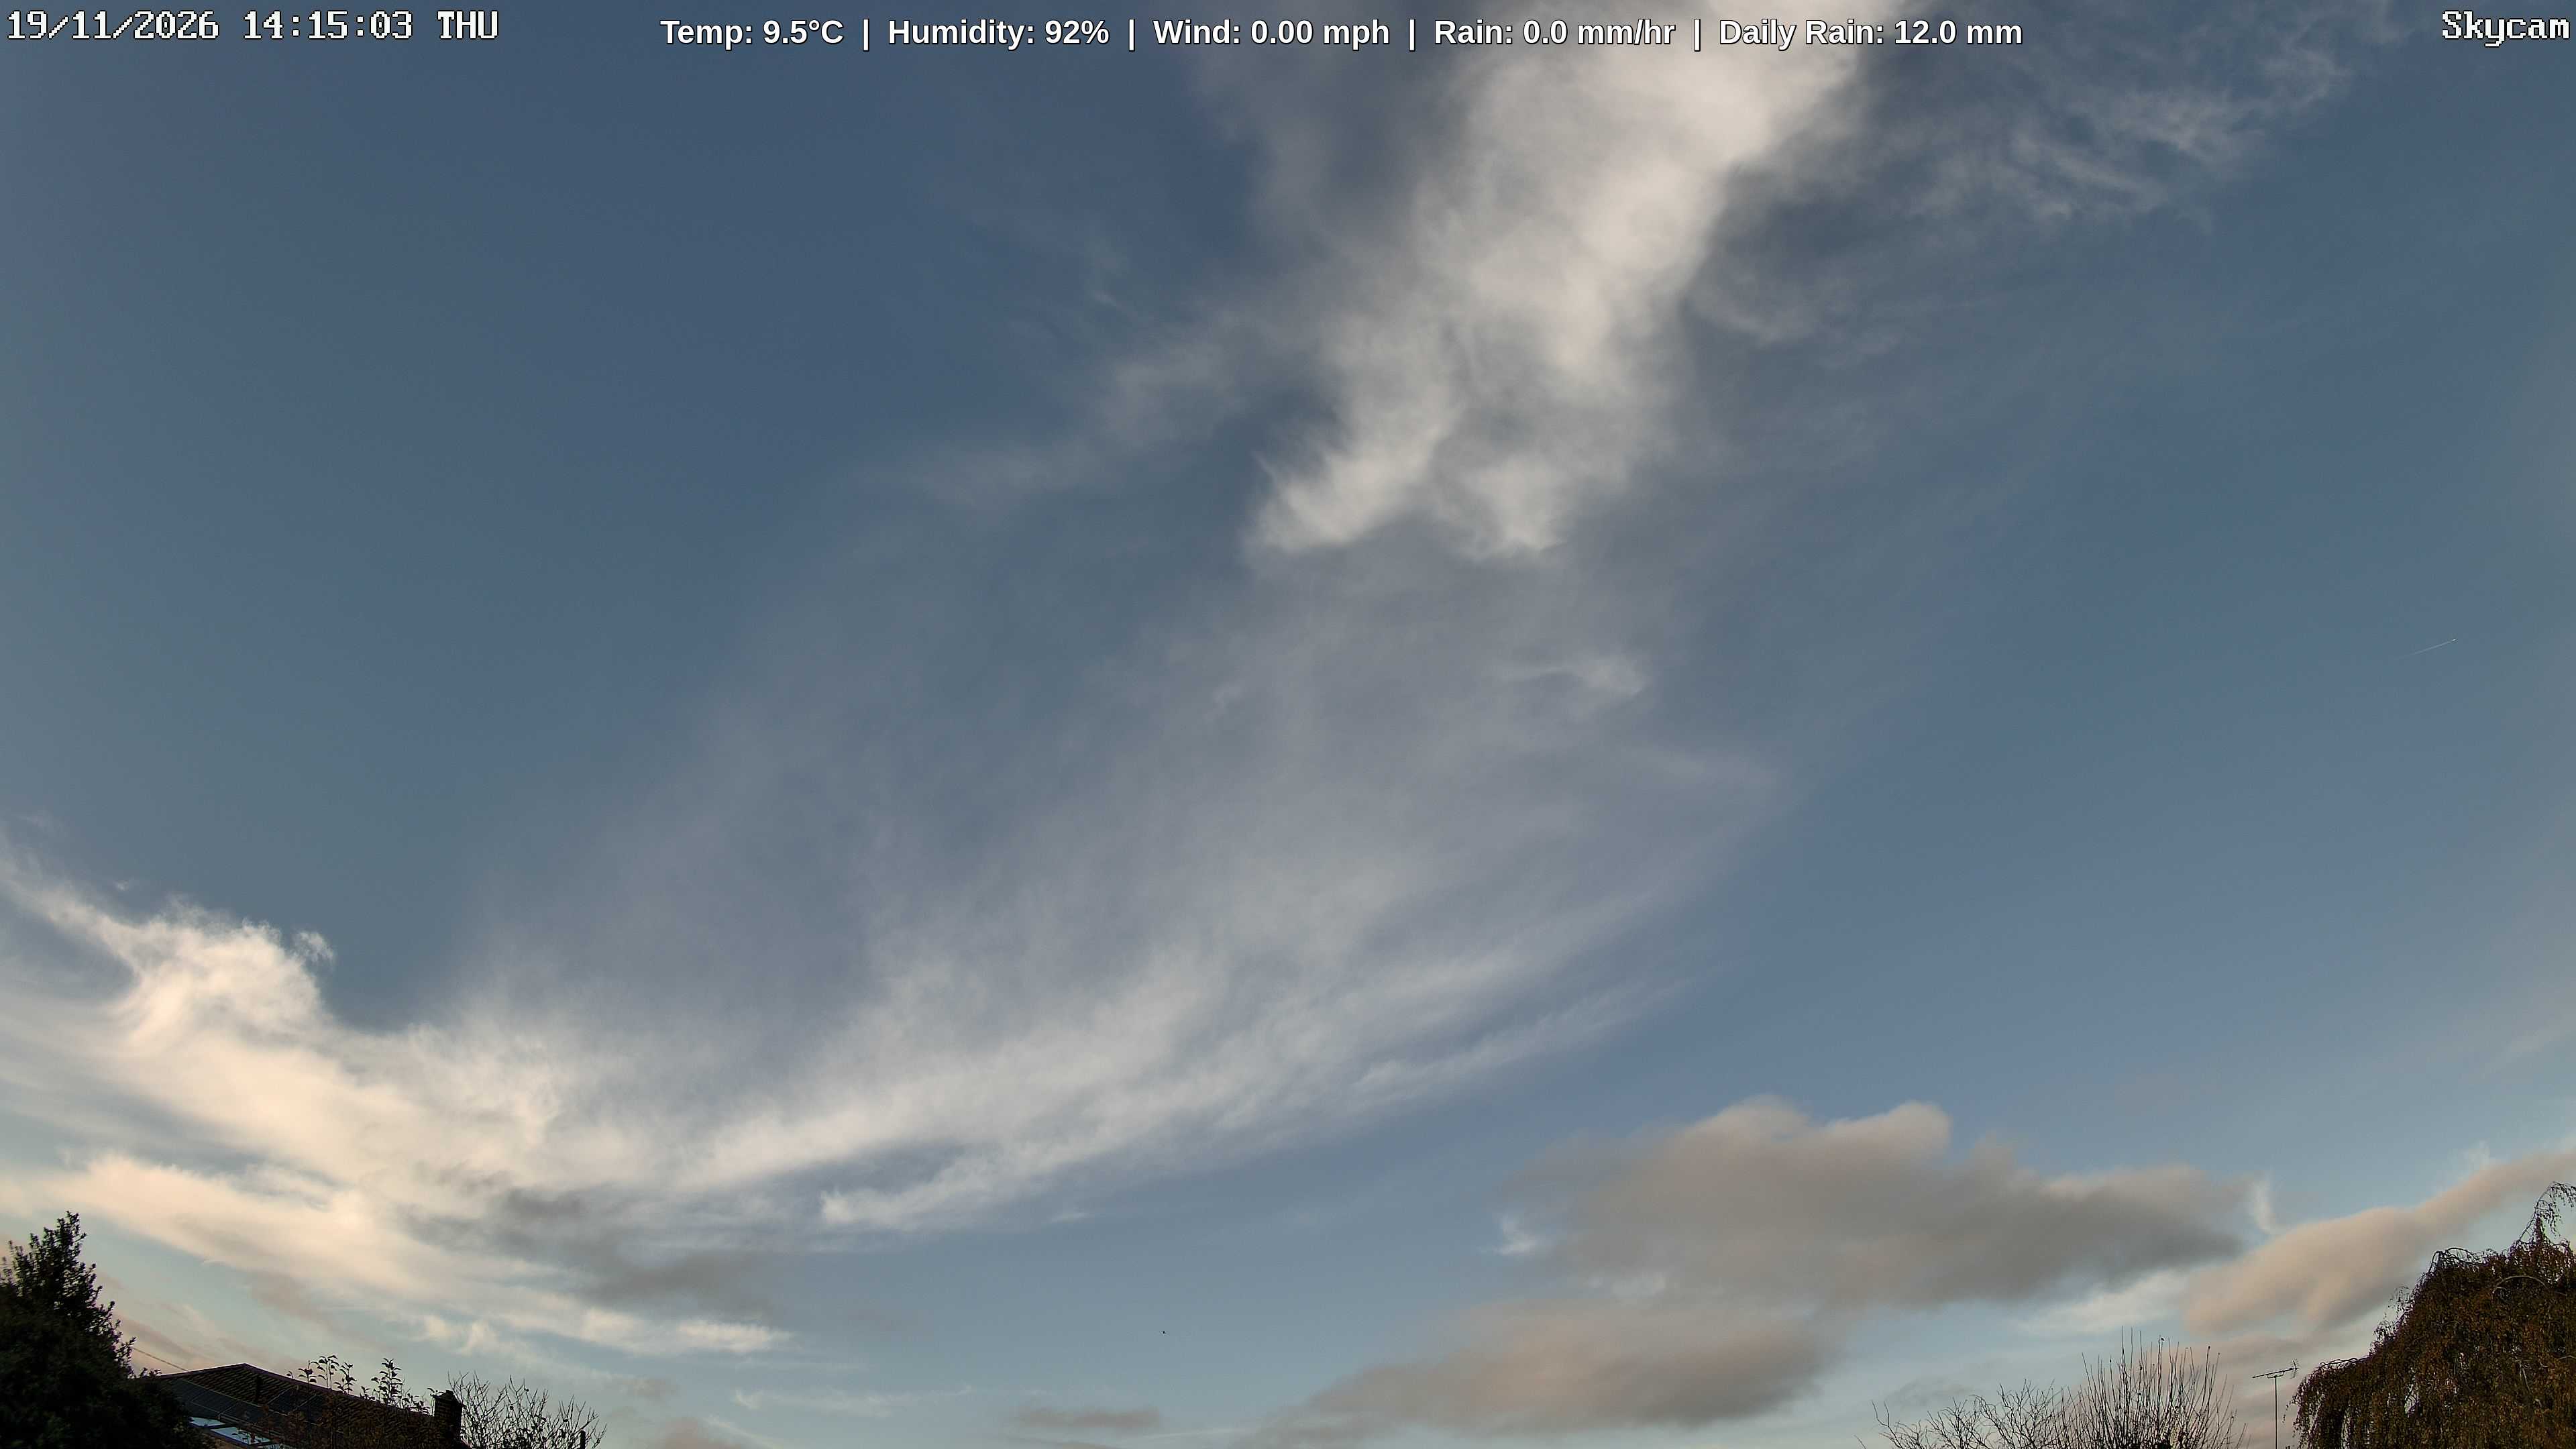 19/11/2026 14:15:03 THU
Temp: 9.5°C | Humidity: 92% | Wind: 0.00 mph | Rain: 0.0 mm/hr | Daily Rain: 12.0 mm
Skycam